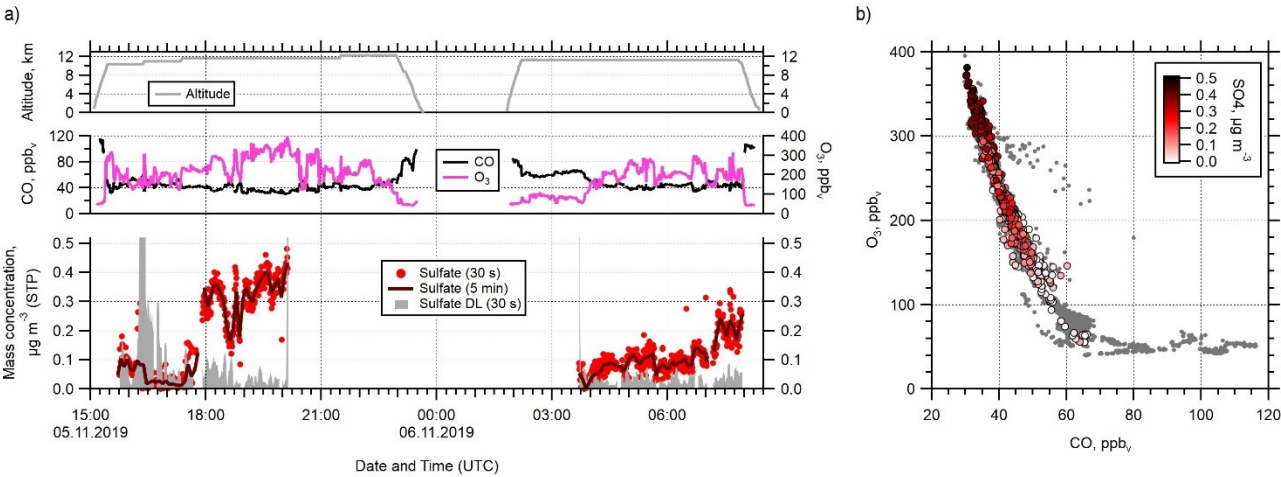 a)
12
8
4
0
Altitude, km
Altitude
12
8
4
0
120
80
40
0
CO, ppbv
CO
O3
400
300
200
100
0
O3, ppbv
0.5
0.4
0.3
0.2
0.1
0.0
Mass concentration,
µg m-3 (STP)
Sulfate (30 s)
Sulfate (5 min)
Sulfate DL (30 s)
0.5
0.4
0.3
0.2
0.1
0.0
15:00 18:00 21:00 00:00 03:00 06:00
05.11.2019 06.11.2019
Date and Time (UTC)
b)
400
300
200
100
0
O3, ppbv
0.5
0.4
0.3
0.2
0.1
0.0
SO4, µg m-3
20 40 60 80 100 120
CO, ppbv